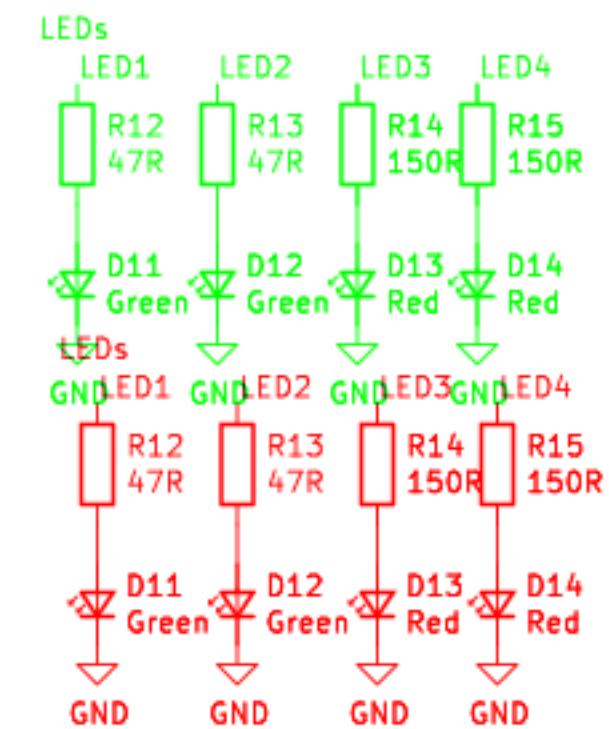 LEDs
LED1 LED2 LED3 LED4
R12 R13 R14 R15
47R 47R 150R 150R
D11 D12 D13 D14
Green Green Red Red
LEDs
GND GND GND GND
LED1 LED2 LED3 LED4
R12 R13 R14 R15
47R 47R 150R 150R
D11 D12 D13 D14
Green Green Red Red
GND GND GND GND